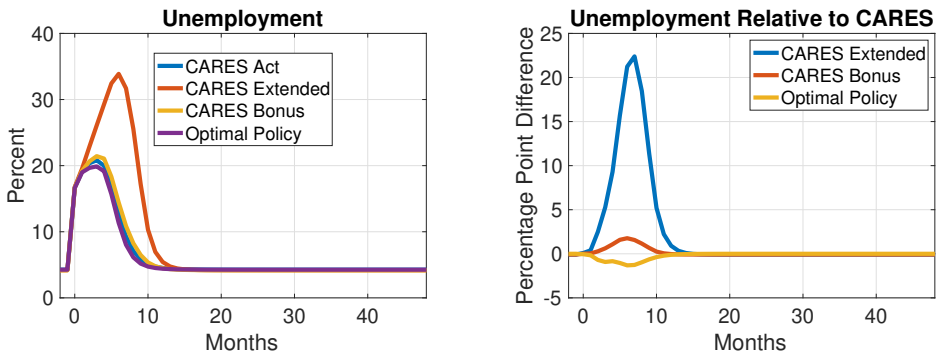 Unemployment
Percent
40
30
20
10
0
CARES Act
CARES Extended
CARES Bonus
Optimal Policy
0
10
20
30
40
Months
Unemployment Relative to CARES
Percentage Point Difference
25
20
15
10
5
0
-5
CARES Extended
CARES Bonus
Optimal Policy
0
10
20
30
40
Months